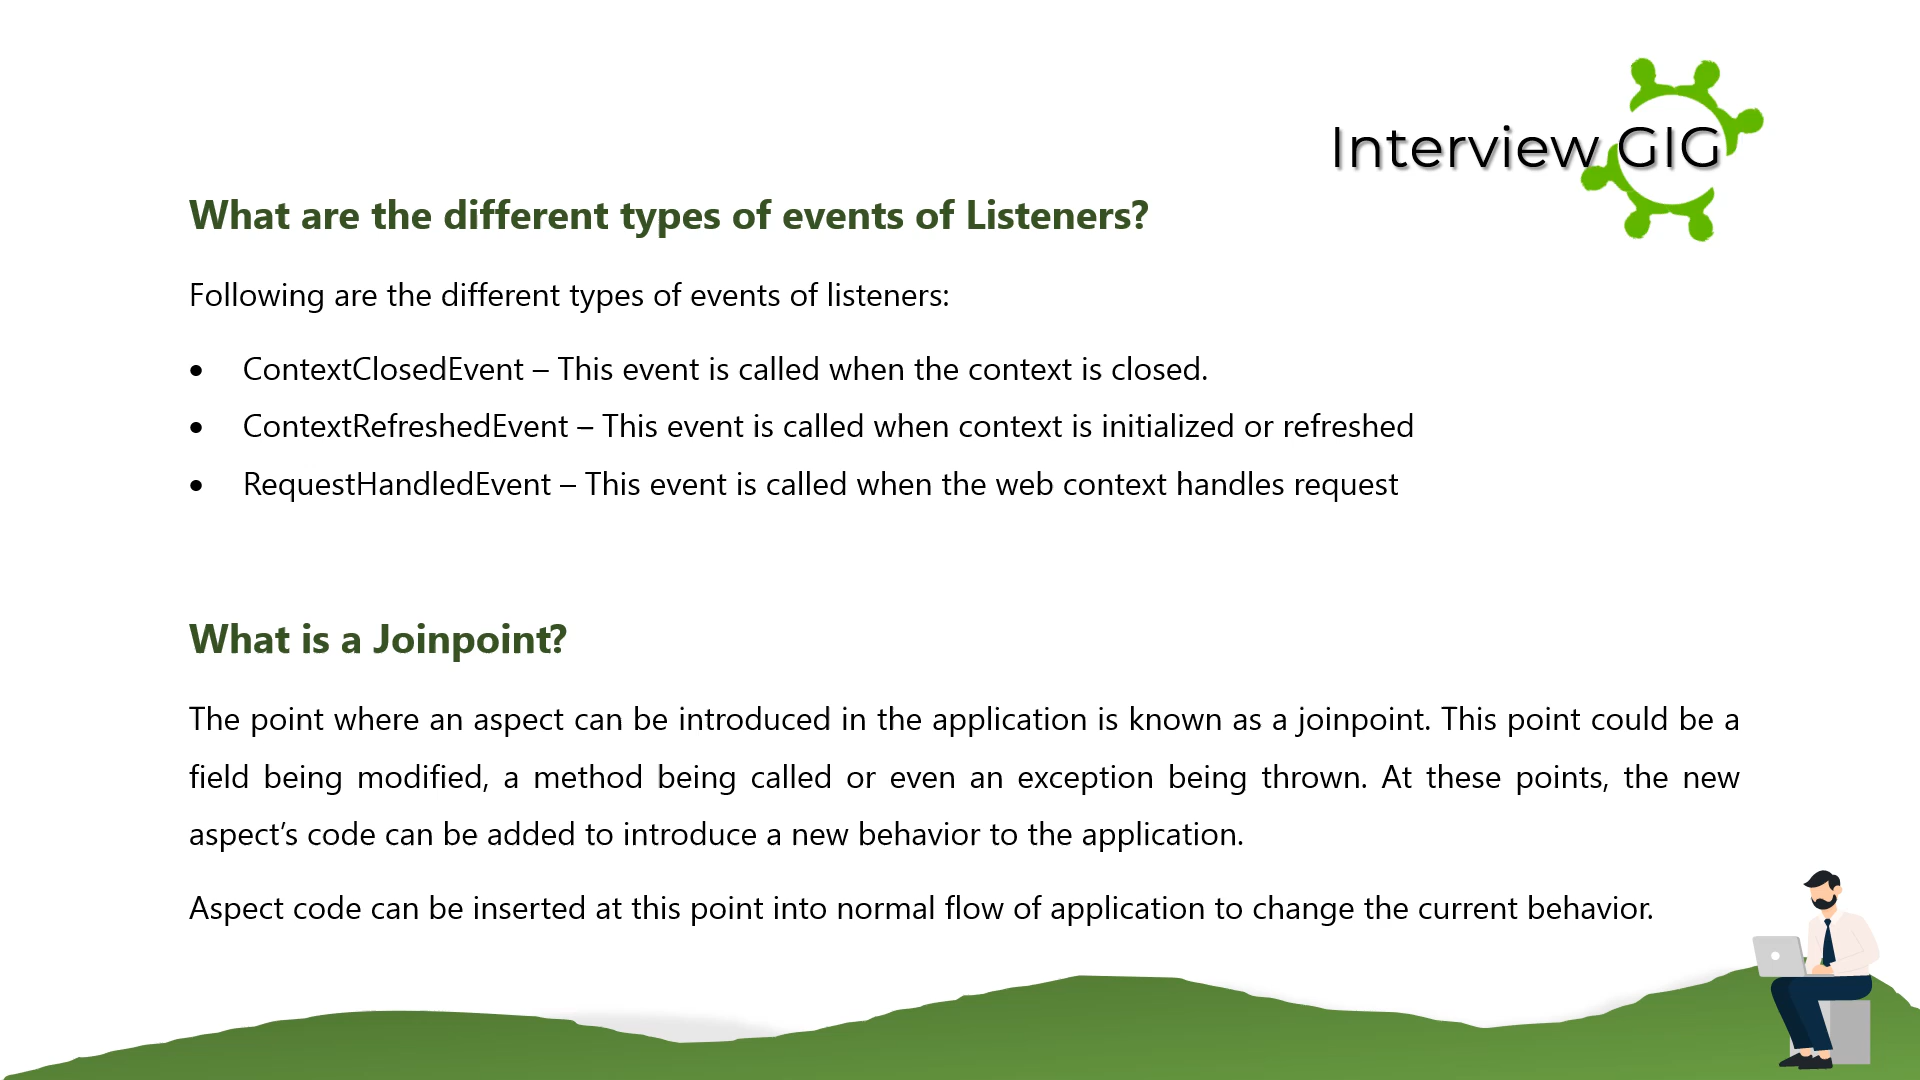 Interview GIG
What are the different types of events of Listeners?
Following are the different types of events of listeners:
• ContextClosedEvent – This event is called when the context is closed.
• ContextRefreshedEvent – This event is called when context is initialized or refreshed
• RequestHandledEvent – This event is called when the web context handles request
What is a Joinpoint?
The point where an aspect can be introduced in the application is known as a joinpoint. This point could be a
field being modified, a method being called or even an exception being thrown. At these points, the new
aspect’s code can be added to introduce a new behavior to the application.
Aspect code can be inserted at this point into normal flow of application to change the current behavior.